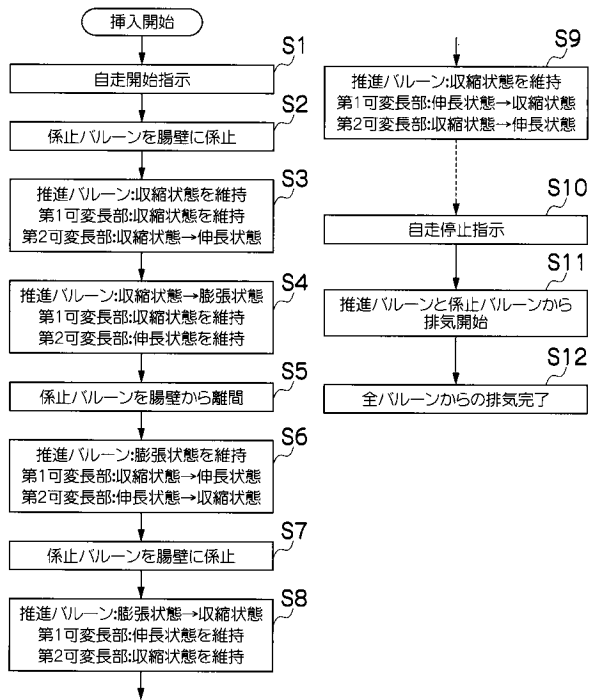 挿入開始
S1
自走開始指示
S2
係止バルーンを腸壁に係止
S3
推進バルーン:収縮状態を維持
第1可変長部:収縮状態を維持
第2可変長部:収縮状態→伸長状態
S4
推進バルーン:収縮状態→膨張状態
第1可変長部:収縮状態を維持
第2可変長部:伸長状態を維持
S5
係止バルーンを腸壁から離間
S6
推進バルーン:膨張状態を維持
第1可変長部:収縮状態→伸長状態
第2可変長部:伸長状態→収縮状態
S7
係止バルーンを腸壁に係止
S8
推進バルーン:膨張状態→収縮状態
第1可変長部:伸長状態を維持
第2可変長部:収縮状態を維持
S9
推進バルーン:収縮状態を維持
第1可変長部:伸長状態→収縮状態
第2可変長部:収縮状態→伸長状態
S10
自走停止指示
S11
推進バルーンと係止バルーンから
排気開始
S12
全バルーンからの排気完了